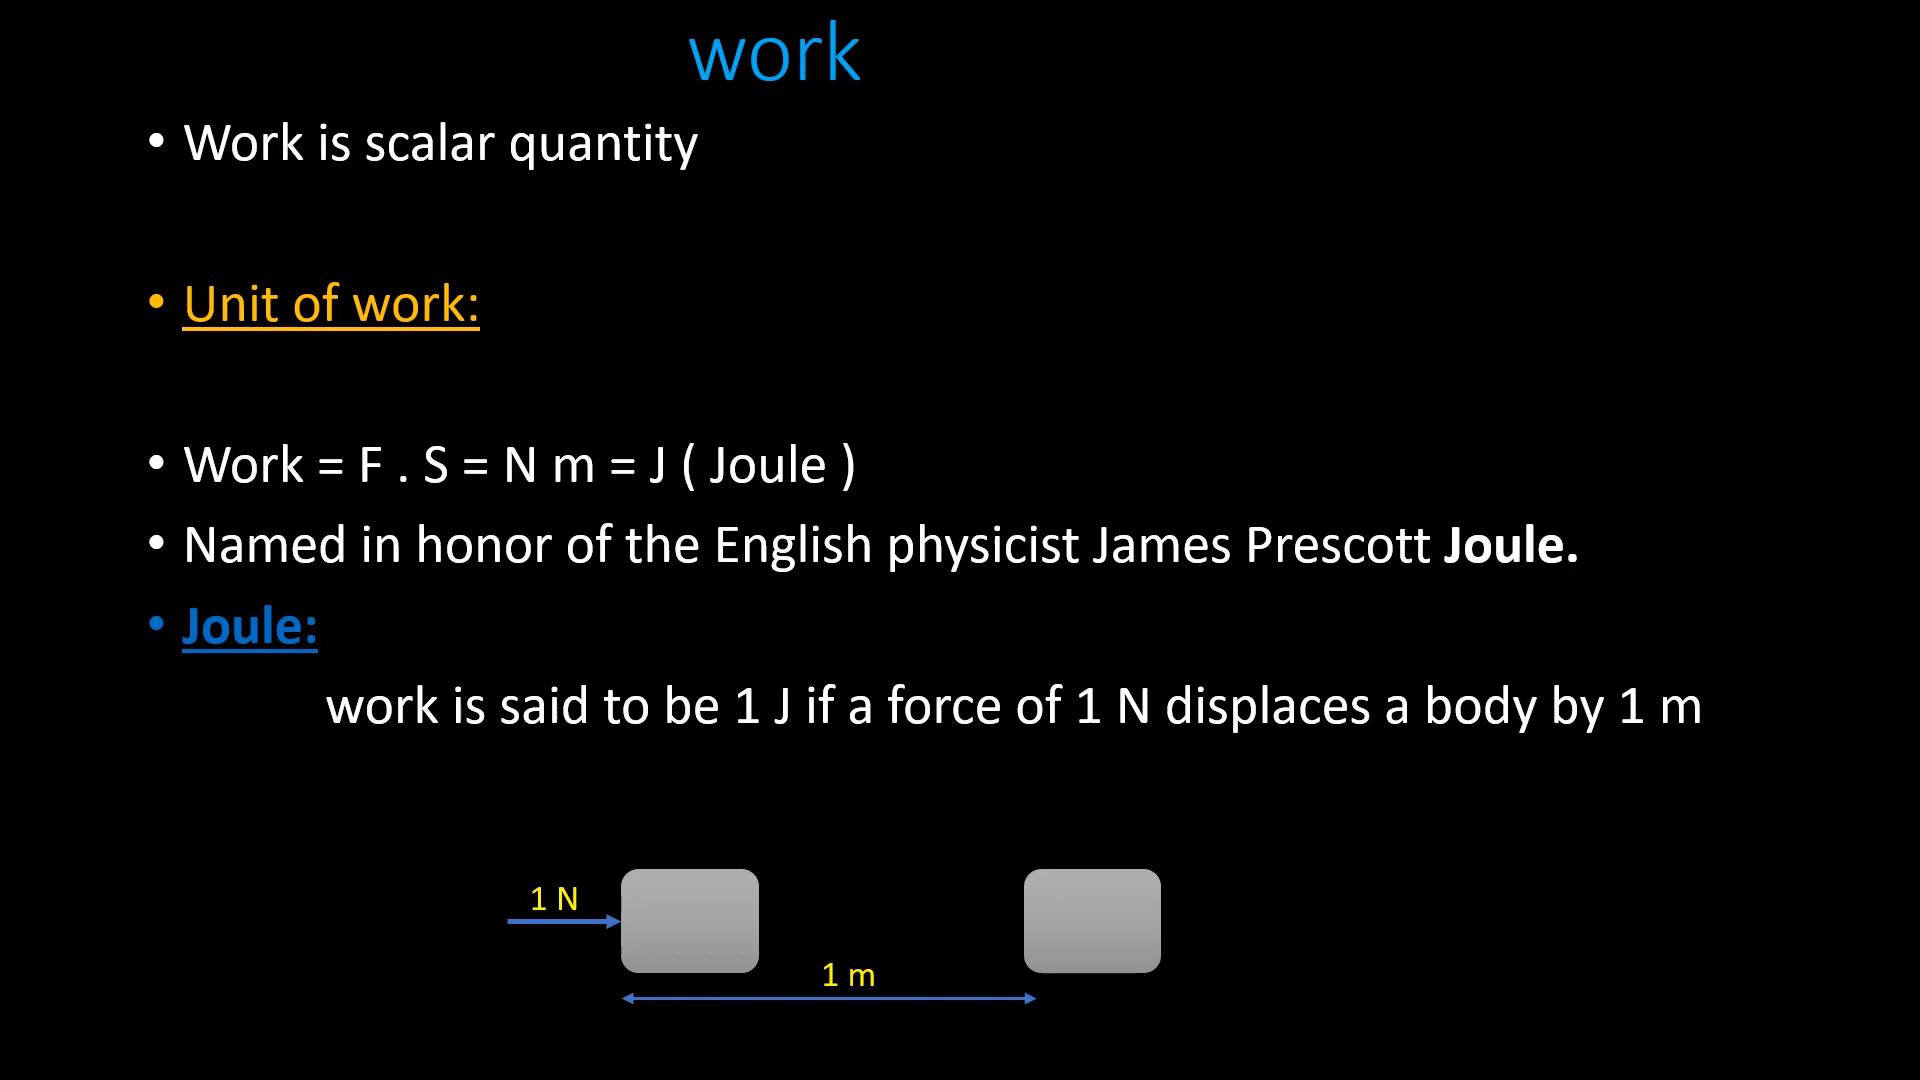 work
• Work is scalar quantity
• Unit of work:
• Work = F . S = N m = J ( Joule )
• Named in honor of the English physicist James Prescott Joule.
• Joule:
work is said to be 1 J if a force of 1 N displaces a body by 1 m
1 N
1 m